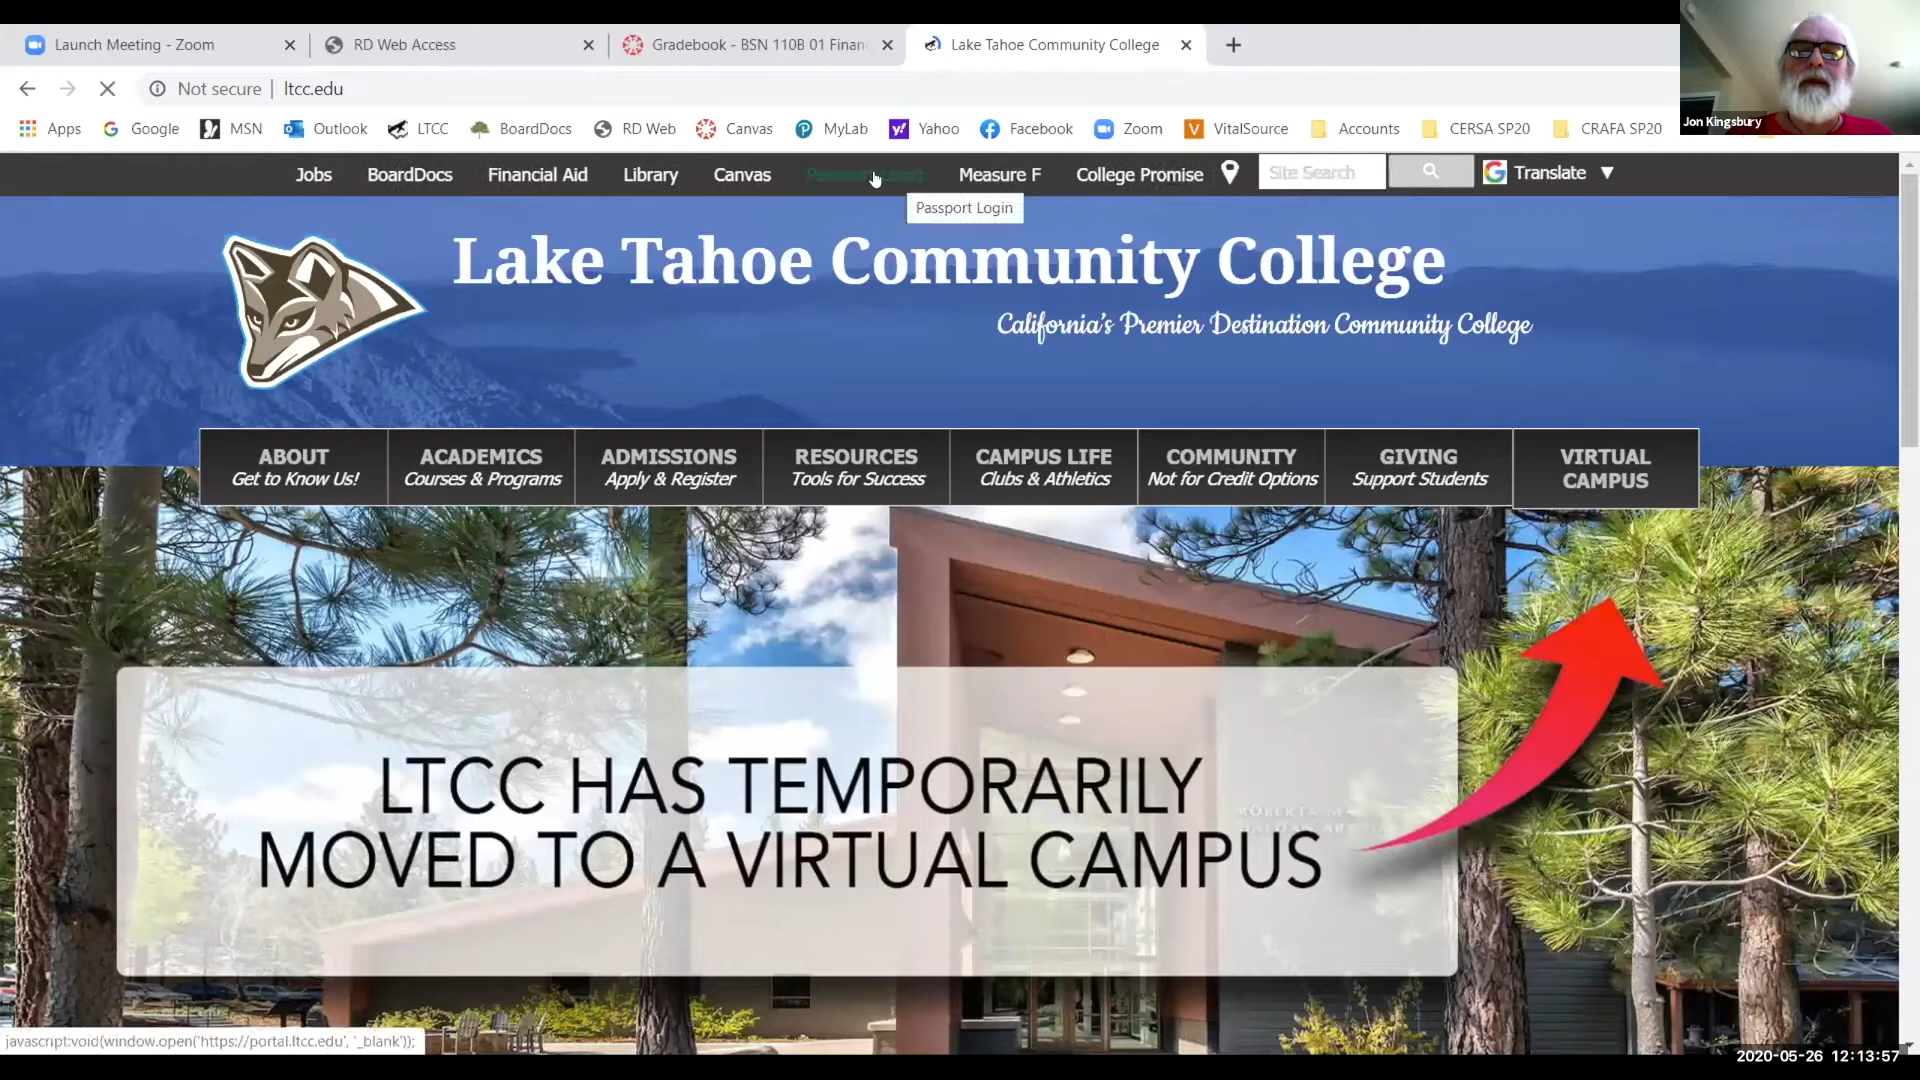 Launch Meeting - Zoom
RD Web Access
Gradebook - BSN 110B 01 Finan
Lake Tahoe Community College
Not secure | ltcc.edu
Apps
Google
MSN
Outlook
LTCC
BoardDocs
RD Web
Canvas
MyLab
Yahoo
Facebook
Zoom
VitalSource
Accounts
CERSA SP20
CRAFA SP20
Jon Kingsbury
Jobs
BoardDocs
Financial Aid
Library
Canvas
Measure F
College Promise
Site Search
Translate
Passport Login
Lake Tahoe Community College
California's Premier Destination Community College
ABOUT
Get to Know Us!
ACADEMICS
Courses & Programs
ADMISSIONS
Apply & Register
RESOURCES
Tools for Success
CAMPUS LIFE
Clubs & Athletics
COMMUNITY
Not for Credit Options
GIVING
Support Students
VIRTUAL
CAMPUS
LTCC HAS TEMPORARILY
MOVED TO A VIRTUAL CAMPUS
javascript:void(window.open('https://portal.ltcc.edu', '_blank'));
2020-05-26 12:13:57